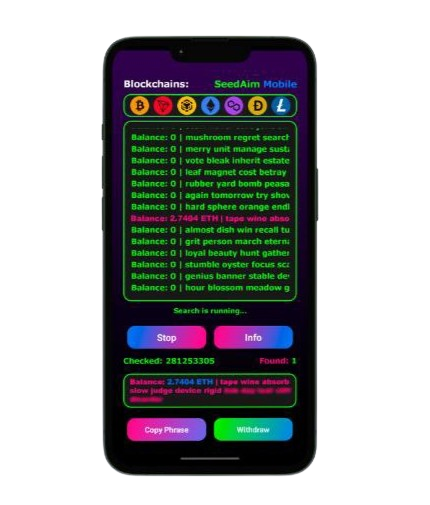 Blockchains: SeedAim Mobile
Balance: 0 | mushroom regret search
Balance: 0 | merry unit manage susta
Balance: 0 | vote bleak inherit estate
Balance: 0 | leaf magnet cost betray
Balance: 0 | rubber yard bomb peasa
Balance: 0 | again tomorrow try shov
Balance: 0 | hard sphere orange endl
Balance: 2.7404 ETH | tape wine abso
Balance: 0 | almost dish win recall tu
Balance: 0 | grit person march eterna
Balance: 0 | loyal beauty hunt gather
Balance: 0 | stumble oyster focus sca
Balance: 0 | genius banner stable dev
Balance: 0 | hour blossom meadow g
Search is running...
Stop Info
Checked: 281253305 Found: 1
Balance: 2.7404 ETH | tape wine absorb
slow judge device rigid
Copy Phrase Withdraw